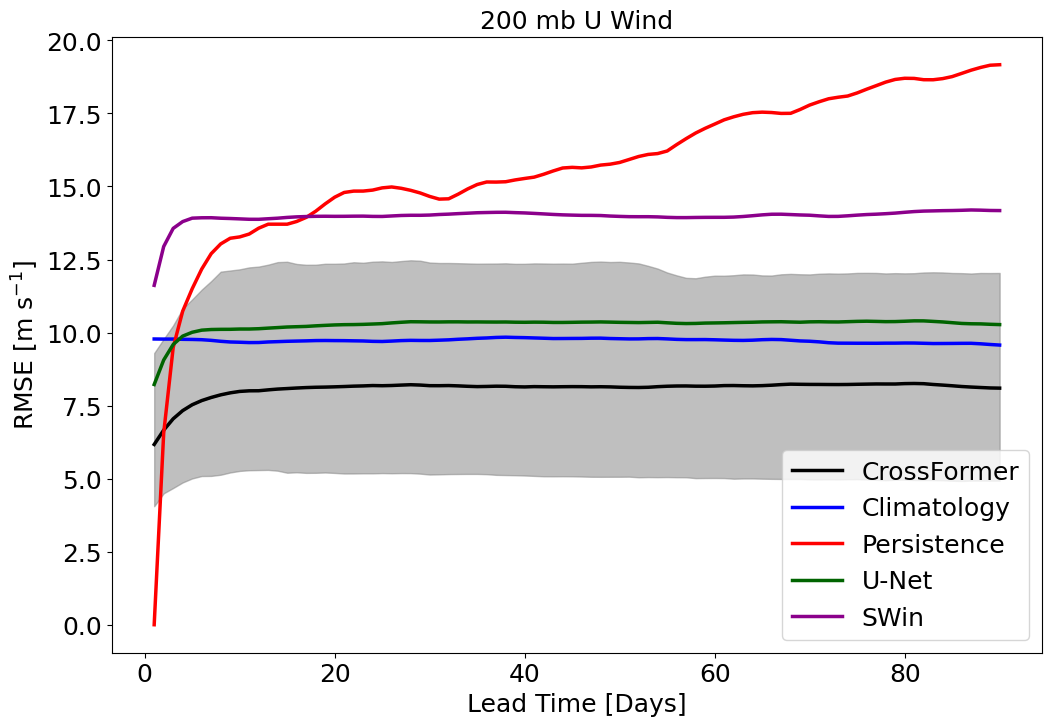 200 mb U Wind
RMSE [m s⁻¹]
20.0
17.5
15.0
12.5
10.0
7.5
5.0
2.5
0.0
CrossFormer
Climatology
Persistence
U-Net
SWin
0 20 40 60 80
Lead Time [Days]